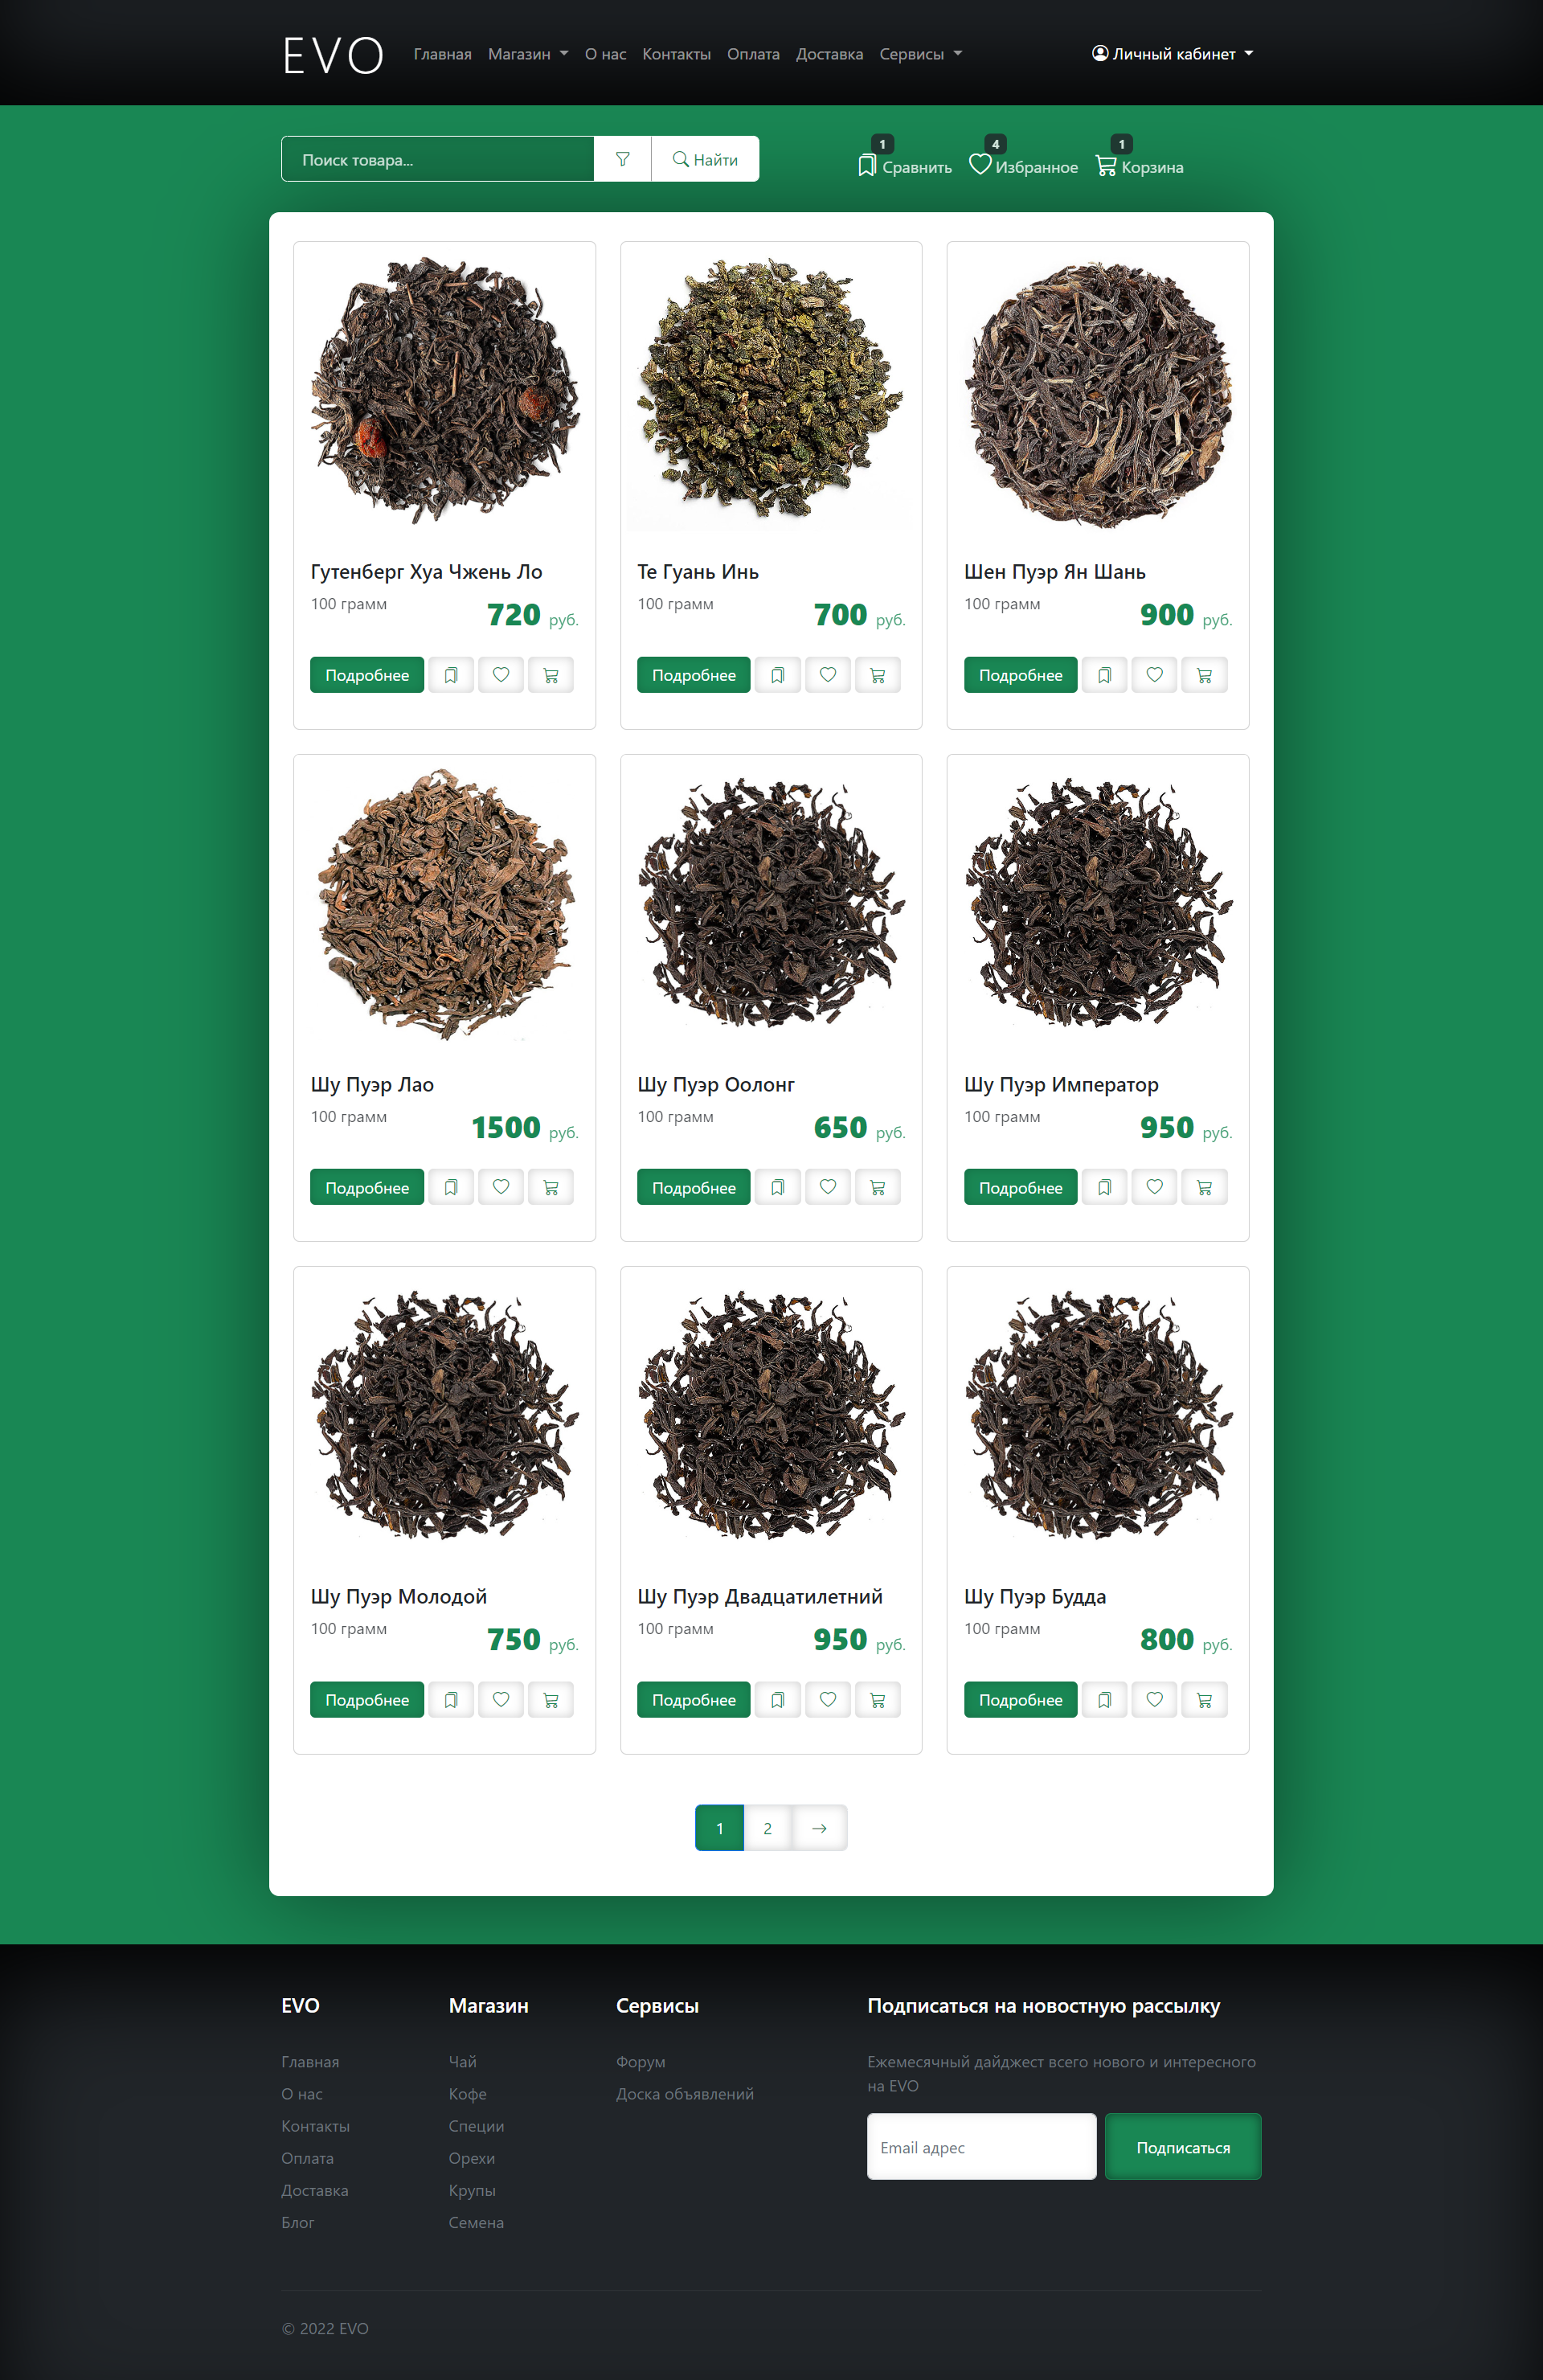 EVO
Главная Магазин О нас Контакты Оплата Доставка Сервисы Личный кабинет
Поиск товара... Найти
1 4 1
Сравнить Избранное Корзина
Гутенберг Хуа Чжень Ло
100 грамм
720 руб.
Подробнее
Те Гуань Инь
100 грамм
700 руб.
Подробнее
Шен Пуэр Ян Шань
100 грамм
900 руб.
Подробнее
Шу Пуэр Лао
100 грамм
1500 руб.
Подробнее
Шу Пуэр Оолонг
100 грамм
650 руб.
Подробнее
Шу Пуэр Император
100 грамм
950 руб.
Подробнее
Шу Пуэр Молодой
100 грамм
750 руб.
Подробнее
Шу Пуэр Двадцатилетний
100 грамм
950 руб.
Подробнее
Шу Пуэр Будда
100 грамм
800 руб.
Подробнее
1 2 →
EVO
Главная
О нас
Контакты
Оплата
Доставка
Блог
Магазин
Чай
Кофе
Специи
Орехи
Крупы
Семена
Сервисы
Форум
Доска объявлений
Подписаться на новостную рассылку
Ежемесячный дайджест всего нового и интересного
на EVO
Email адрес Подписаться
© 2022 EVO